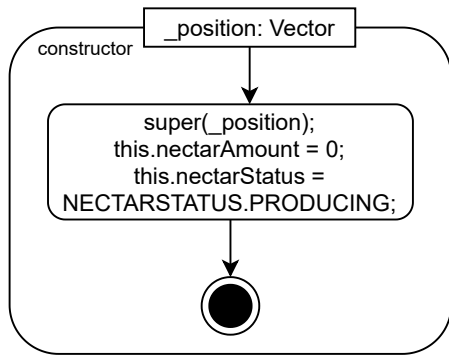 _position: Vector
constructor
super(_position);
this.nectarAmount = 0;
this.nectarStatus =
NECTARSTATUS.PRODUCING;